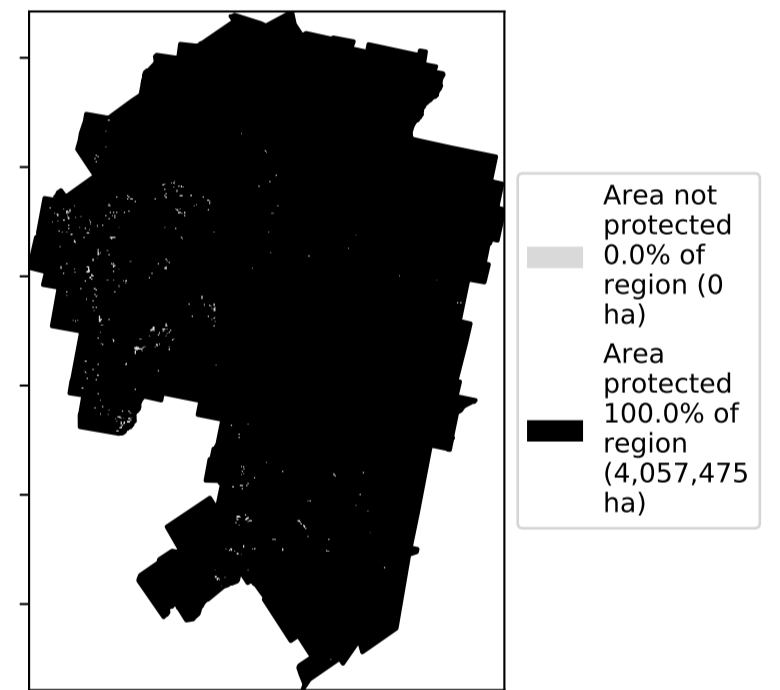 Area not
protected
0.0% of
region (0
ha)
Area
protected
100.0% of
region
(4,057,475
ha)